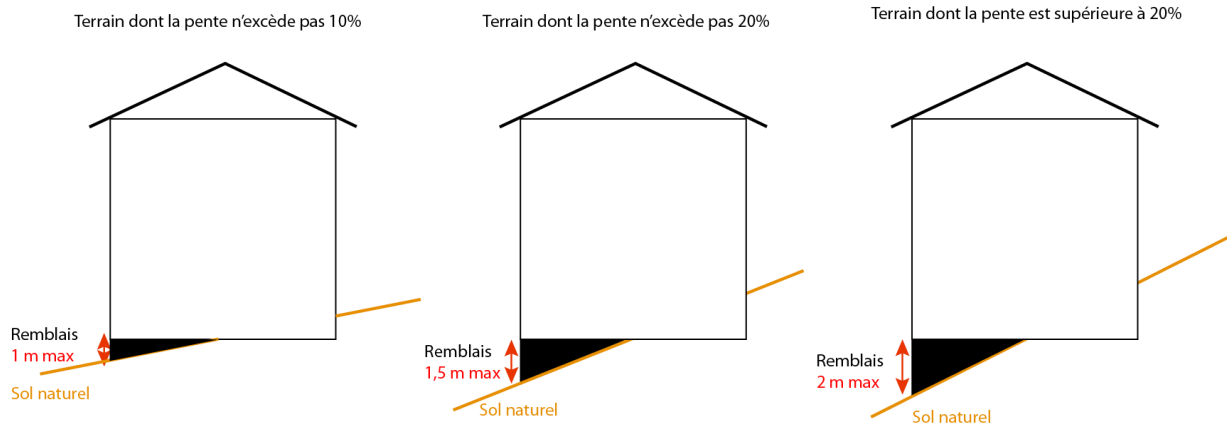 Terrain dont la pente n'excède pas 10%
Remblais
1 m max
Sol naturel
Terrain dont la pente n'excède pas 20%
Remblais
1,5 m max
Sol naturel
Terrain dont la pente est supérieure à 20%
Remblais
2 m max
Sol naturel